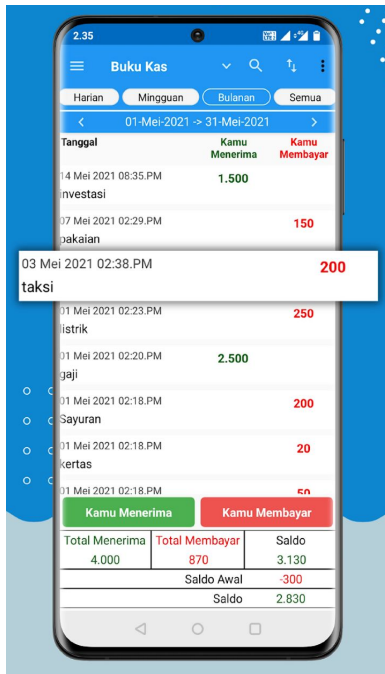 2.35
Buku Kas
Harian Mingguan Bulanan Semua
01-Mei-2021 -> 31-Mei-2021
Tanggal Kamu Menerima Kamu Membayar
14 Mei 2021 08:35.PM 1.500
investasi
07 Mei 2021 02:29.PM 150
pakaian
03 Mei 2021 02:38.PM 200
taksi
01 Mei 2021 02:23.PM 250
listrik
01 Mei 2021 02:20.PM 2.500
gaji
01 Mei 2021 02:18.PM 200
Sayuran
01 Mei 2021 02:18.PM 20
kertas
01 Mei 2021 02:18.PM 50
Kamu Menerima Kamu Membayar
Total Menerima Total Membayar Saldo
4.000 870 3.130
Saldo Awal -300
Saldo 2.830